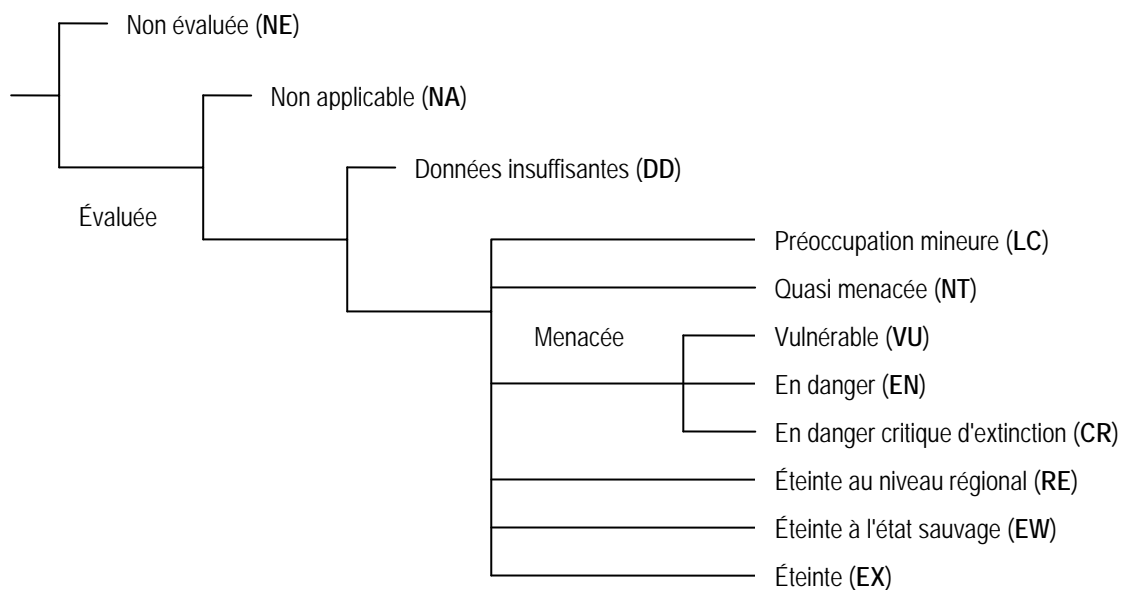 Non évaluée (NE)
Non applicable (NA)
Données insuffisantes (DD)
Évaluée
Préoccupation mineure (LC)
Quasi menacée (NT)
Menacée
Vulnérable (VU)
En danger (EN)
En danger critique d'extinction (CR)
Éteinte au niveau régional (RE)
Éteinte à l'état sauvage (EW)
Éteinte (EX)